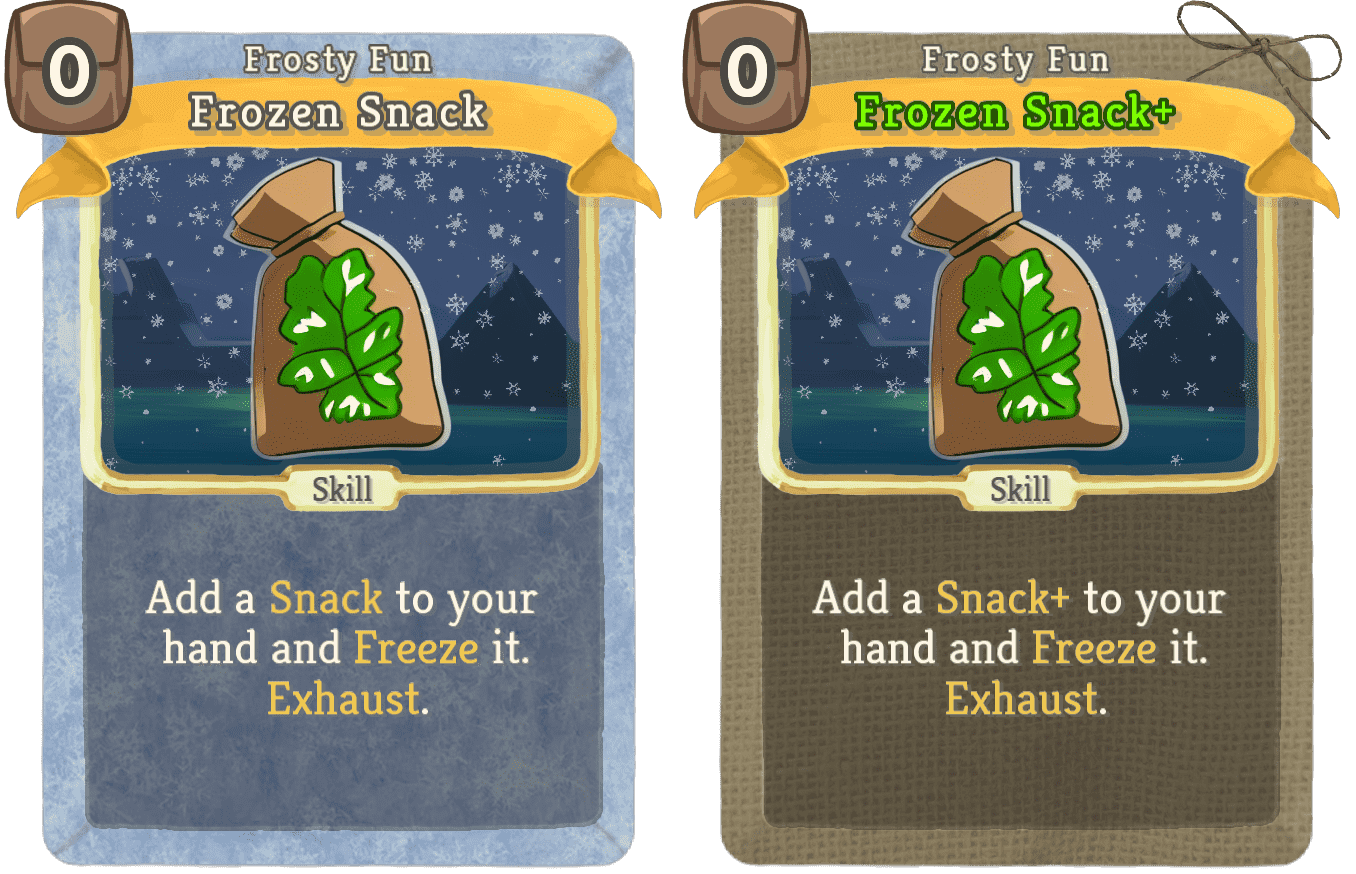 0
Frosty Fun
Frozen Snack
Skill
Add a Snack to your
hand and Freeze it.
Exhaust.
0
Frosty Fun
Frozen Snack+
Skill
Add a Snack+ to your
hand and Freeze it.
Exhaust.